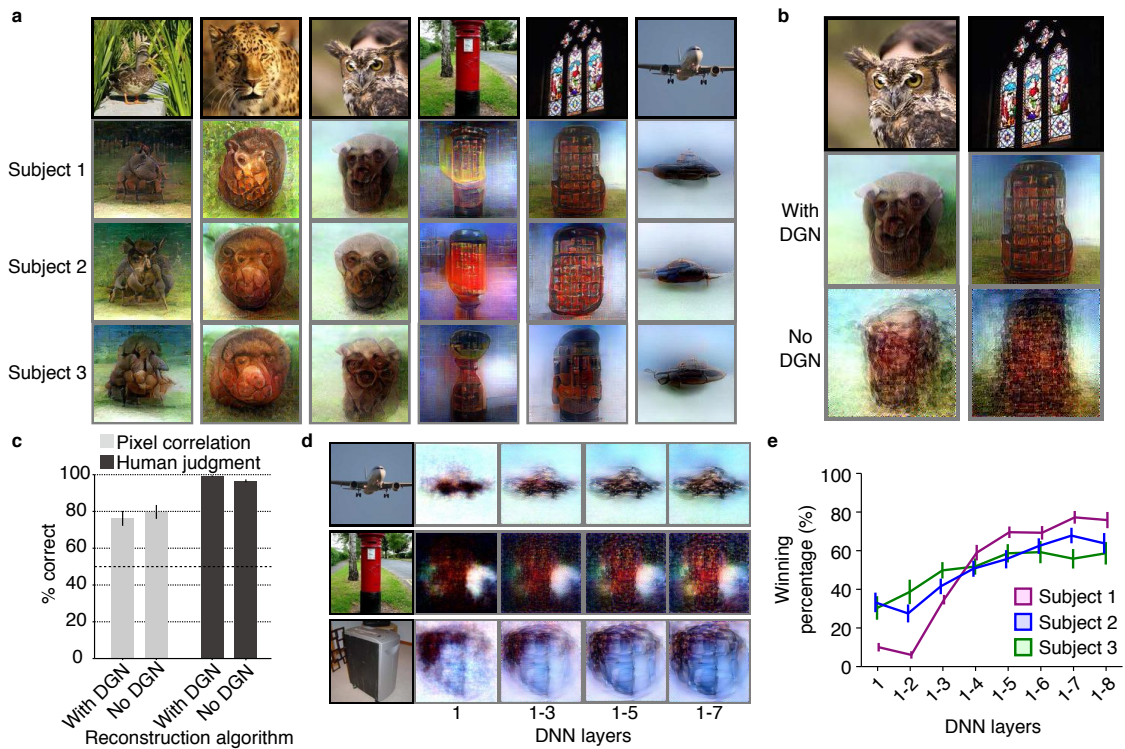 a
Subject 1
Subject 2
Subject 3
b
With
DGN
No
DGN
c
Pixel correlation
Human judgment
% correct
100
80
60
40
20
0
With DGN
No DGN
With DGN
No DGN
Reconstruction algorithm
d
1
1-3
1-5
1-7
DNN layers
e
Winning
percentage (%)
100
80
60
40
20
0
Subject 1
Subject 2
Subject 3
1
1-2
1-3
1-4
1-5
1-6
1-7
1-8
DNN layers